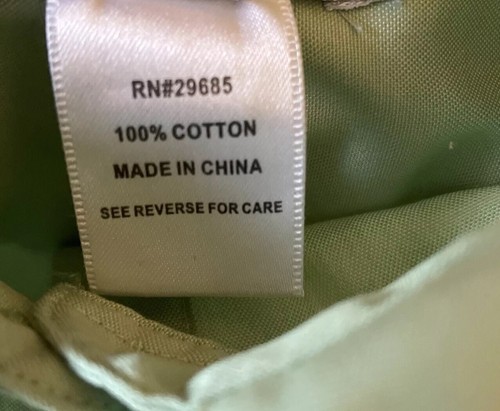 RN#29685
100% COTTON
MADE IN CHINA
SEE REVERSE FOR CARE